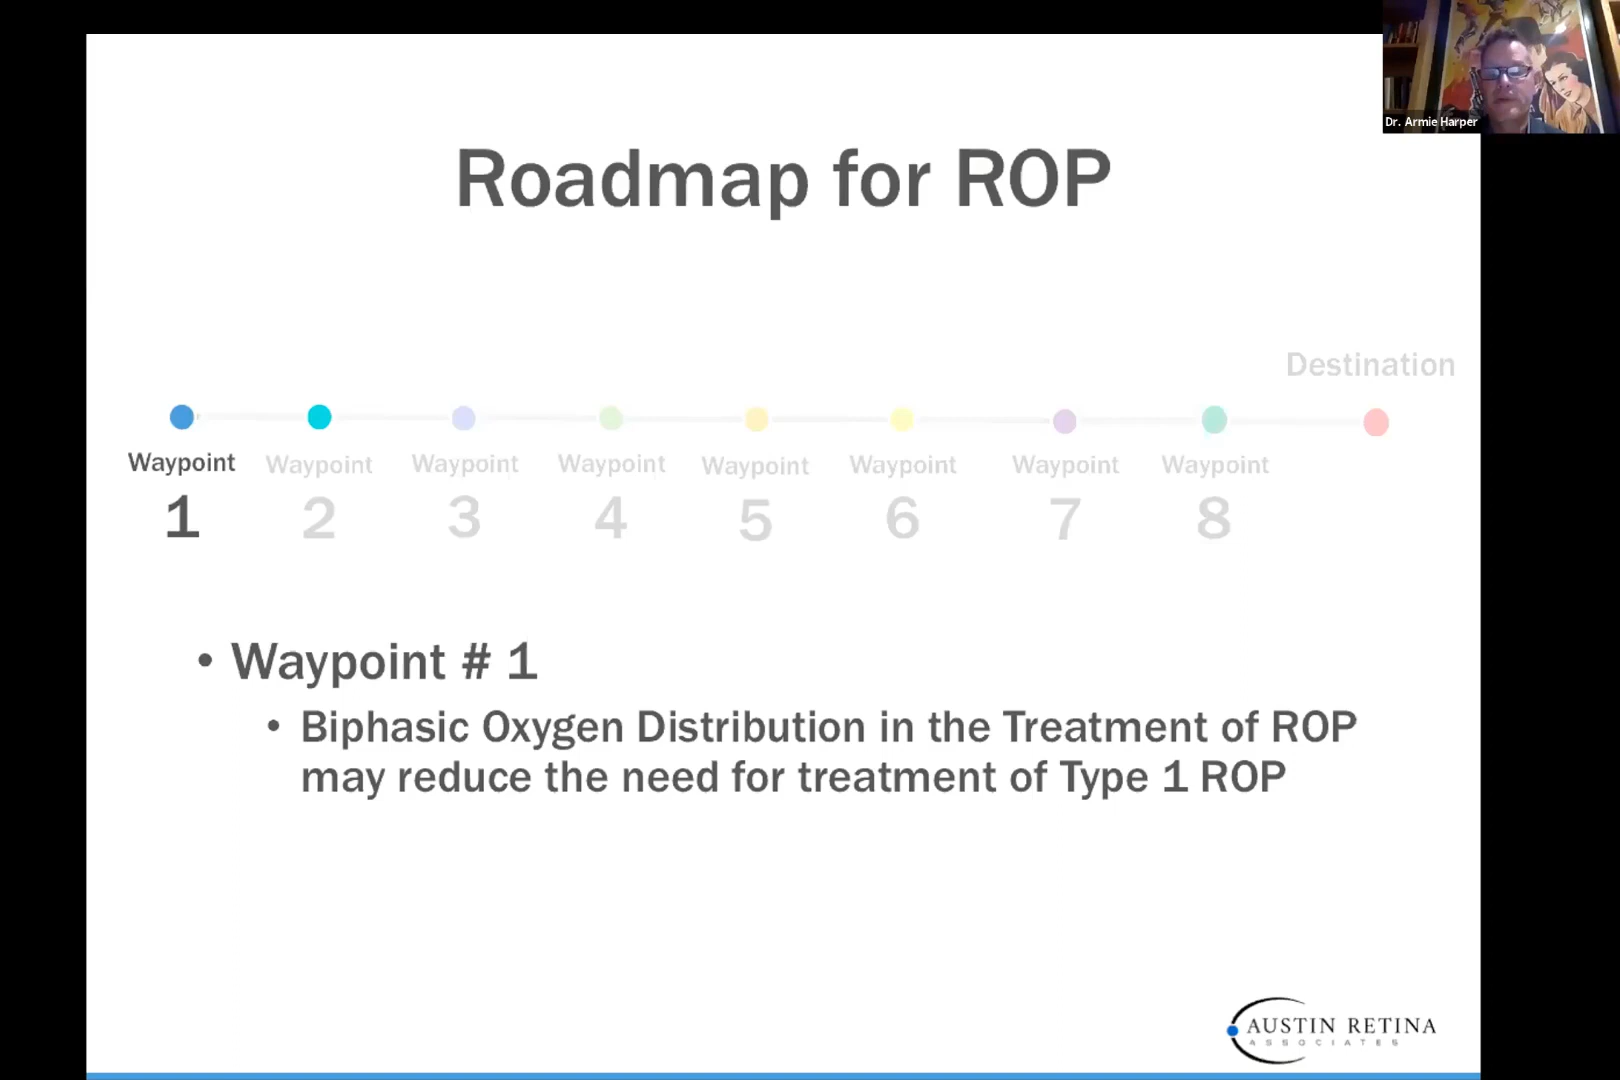 Dr. Armie Harper
Roadmap for ROP
Destination
Waypoint Waypoint Waypoint Waypoint Waypoint Waypoint Waypoint Waypoint
1 2 3 4 5 6 7 8
• Waypoint # 1
• Biphasic Oxygen Distribution in the Treatment of ROP
may reduce the need for treatment of Type 1 ROP
AUSTIN RETINA
ASSOCIATES